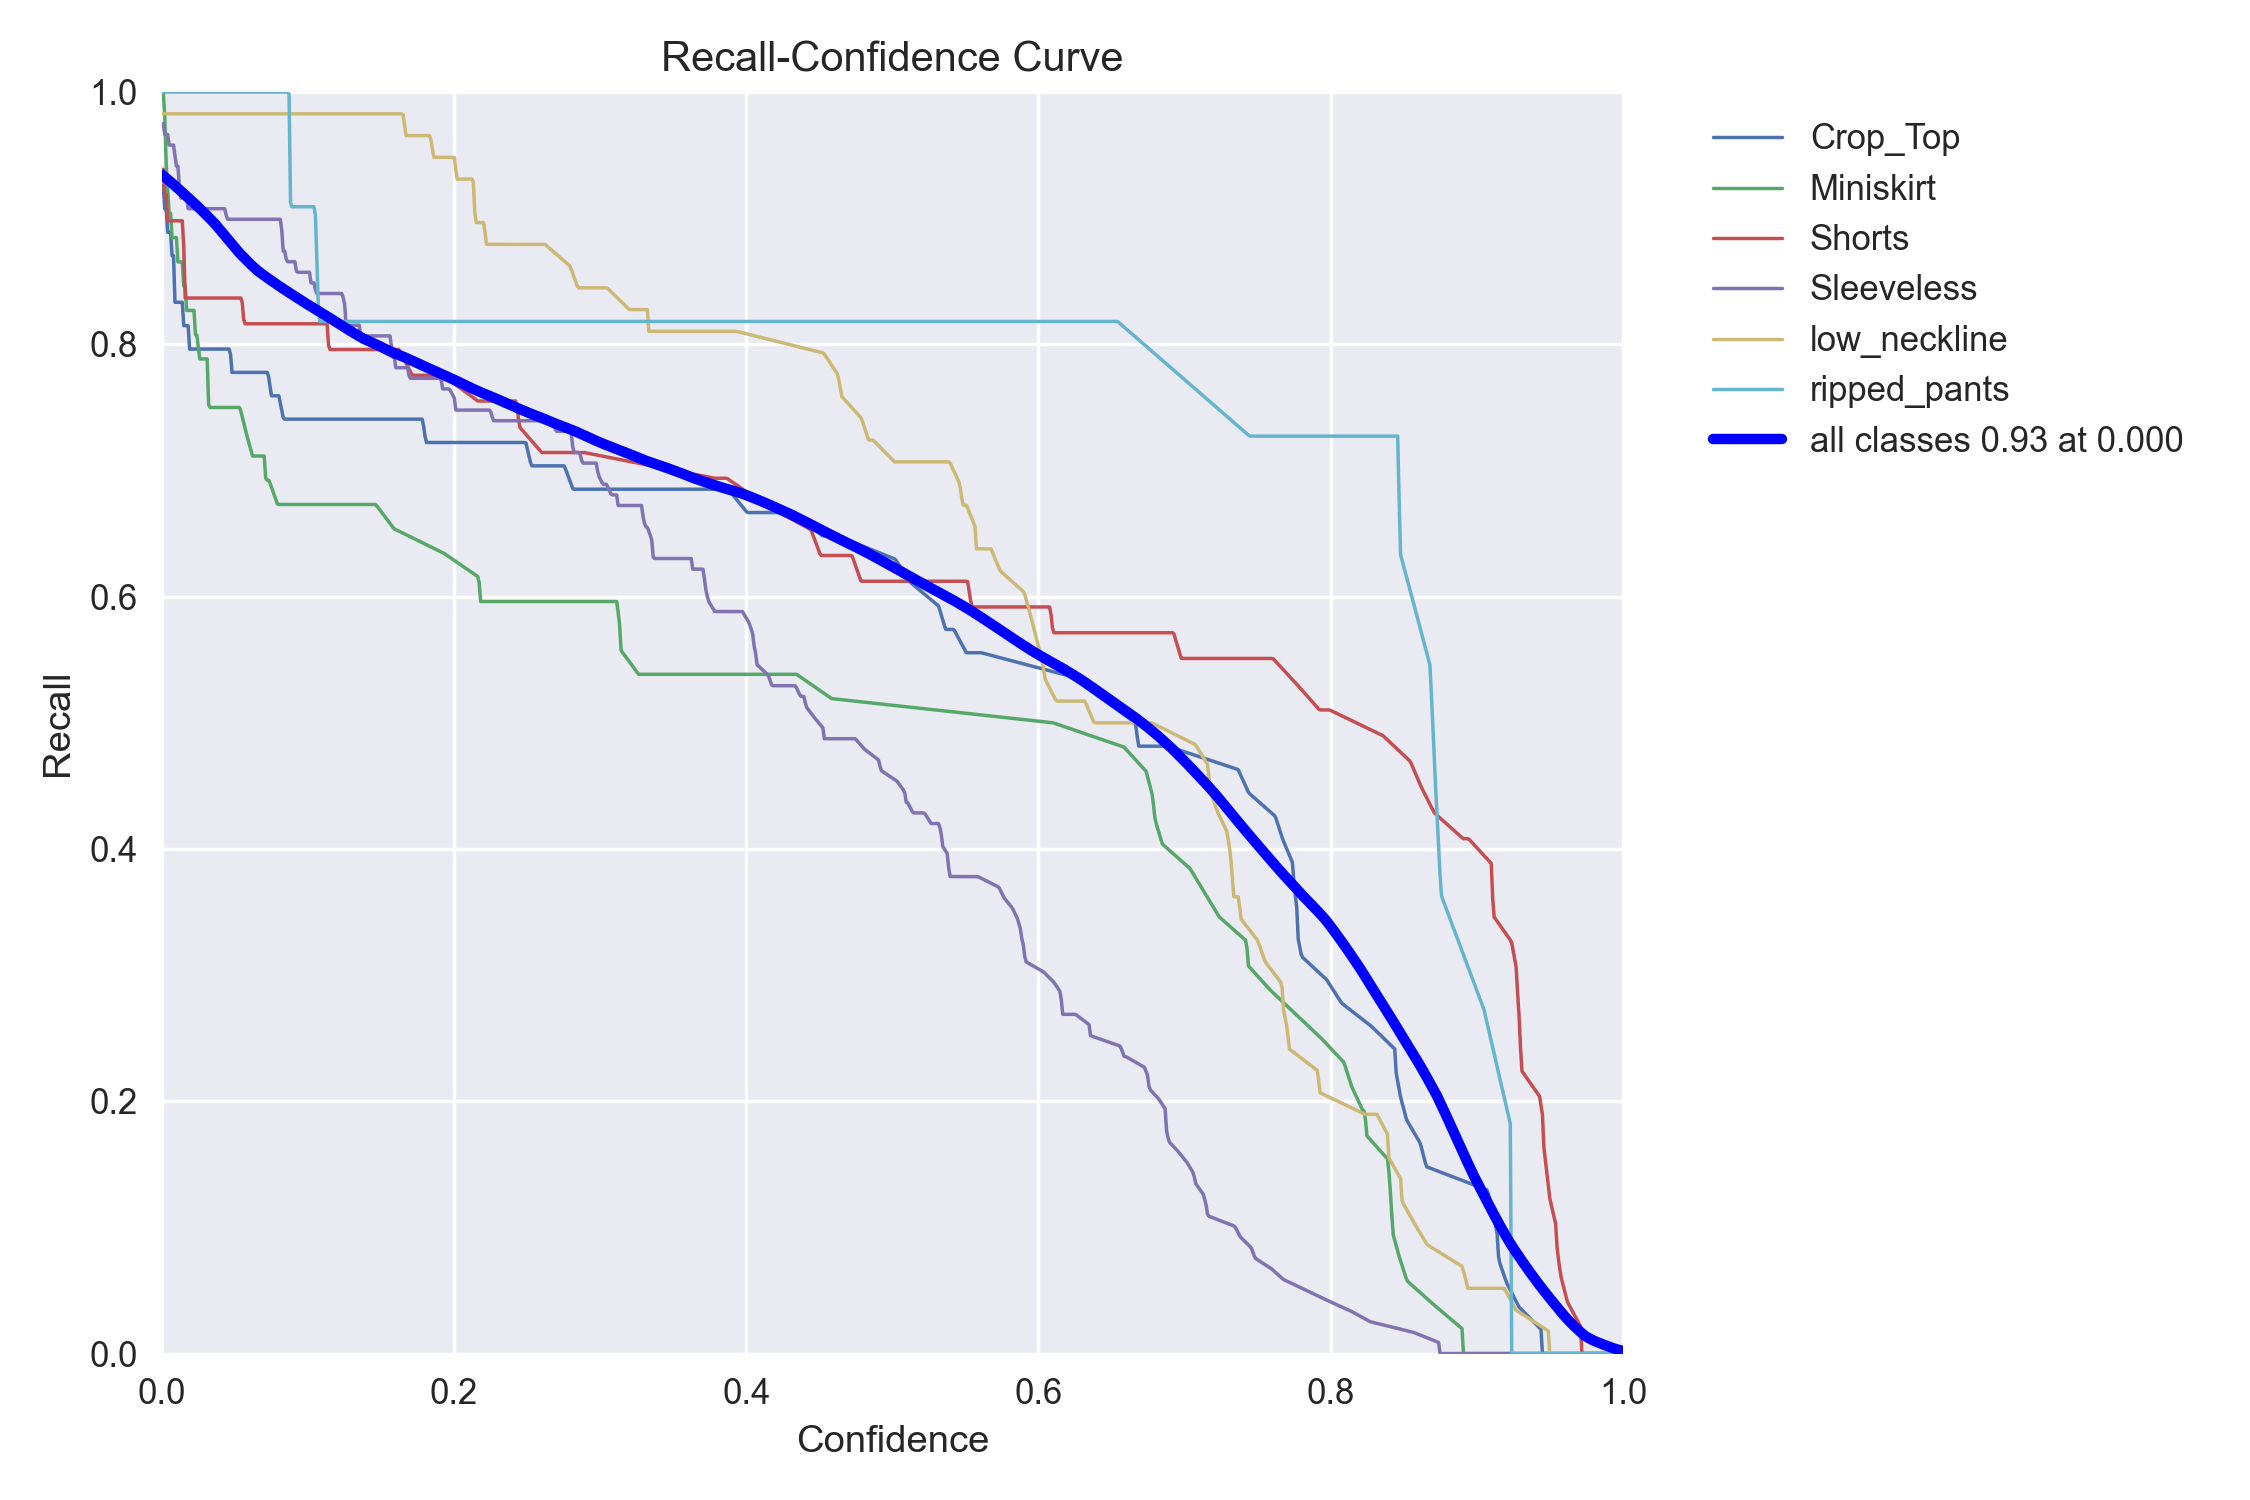 Recall-Confidence Curve
1.0
0.8
0.6
0.4
0.2
0.0
Recall
0.0 0.2 0.4 0.6 0.8 1.0
Confidence
Crop_Top
Miniskirt
Shorts
Sleeveless
low_neckline
ripped_pants
all classes 0.93 at 0.000